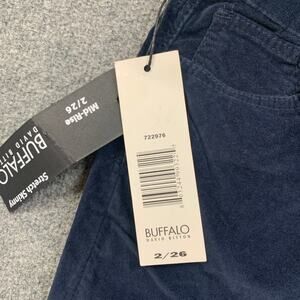 Mid-Rise
2/26
BUFFALO
DAVID BITTON
Stretch Skinny
722976
BUFFALO
DAVID BITTON
2/26